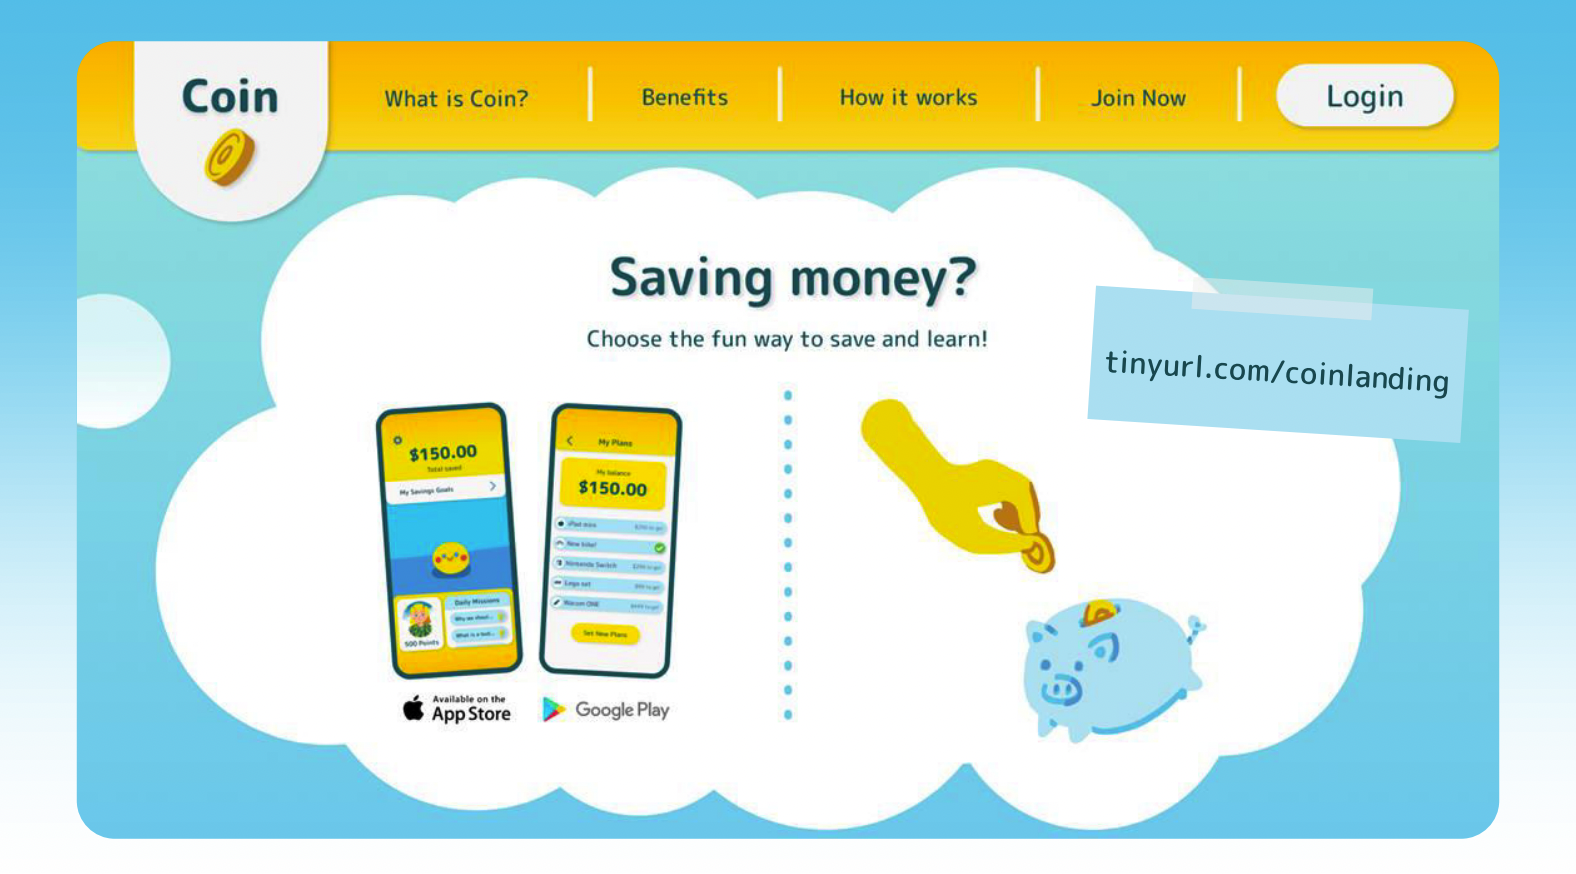 Coin
What is Coin?
Benefits
How it works
Join Now
Login
Saving money?
Choose the fun way to save and learn!
tinyurl.com/coinlanding
$150.00
Total saved
My Savings Goals
Daily Missions
500 Points
My Plans
My balance
$150.00
iPad mini
New bike!
Nintendo Switch
Lego set
Wacom ONE
Set New Plans
Available on the
App Store
Google Play